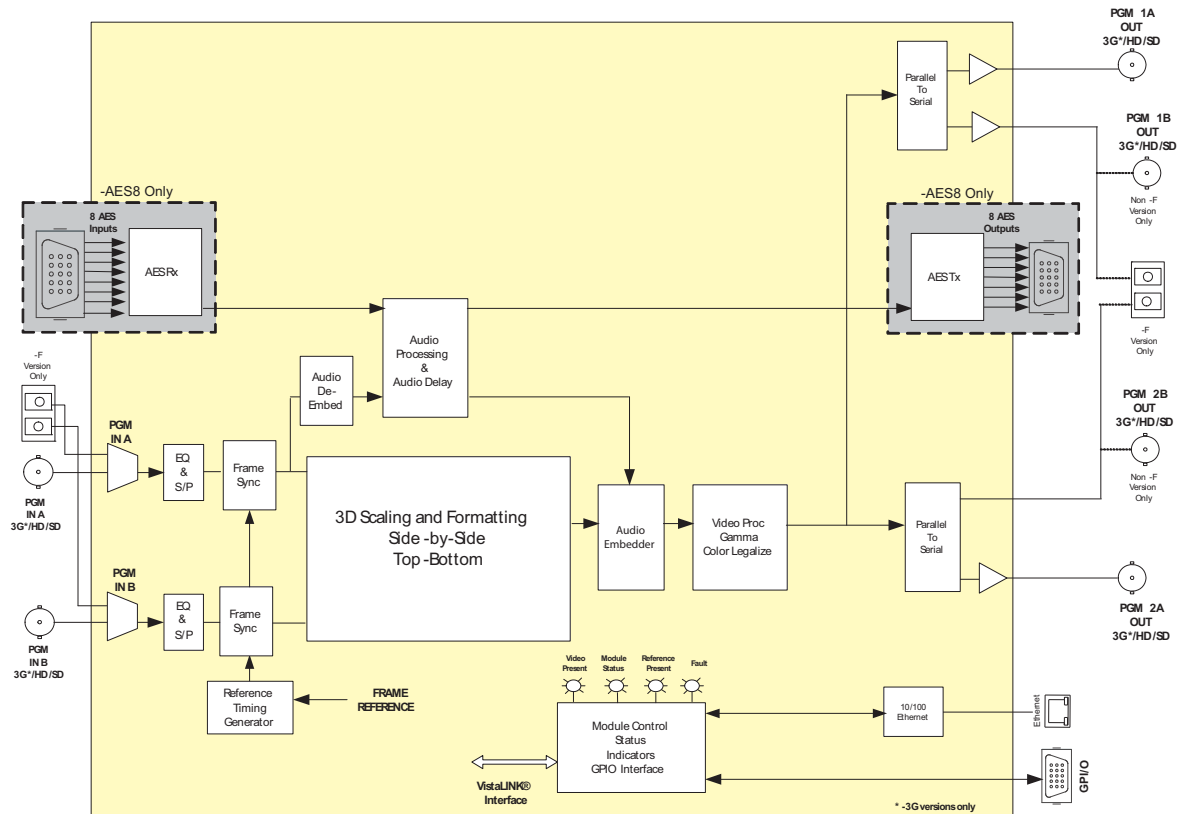 PGM 1A
OUT
3G*/HD/SD
Parallel
To
Serial
PGM 1B
OUT
3G*/HD/SD
Non -F
Version
Only
-AES8 Only
8 AES
Inputs
AESRx
-AES8 Only
8 AES
Outputs
AESTx
-F
Version
Only
Audio
Processing
&
Audio Delay
Audio
De-
Embed
-F
Version
Only
PGM
IN A
EQ
&
S/P
Frame
Sync
PGM
IN A
3G*/HD/SD
3D Scaling and Formatting
Side -by-Side
Top -Bottom
Audio
Embedder
Video Proc
Gamma
Color Legalize
PGM 2B
OUT
3G*/HD/SD
Non -F
Version
Only
Parallel
To
Serial
PGM
IN B
EQ
&
S/P
Frame
Sync
PGM
IN B
3G*/HD/SD
PGM 2A
OUT
3G*/HD/SD
Reference
Timing
Generator
FRAME
REFERENCE
Video
Present
Module
Status
Reference
Present
Fault
Module Control
Status
Indicators
GPIO Interface
VistaLINK®
Interface
10/100
Ethernet
Ethernet
GPI/O
* -3G versions only